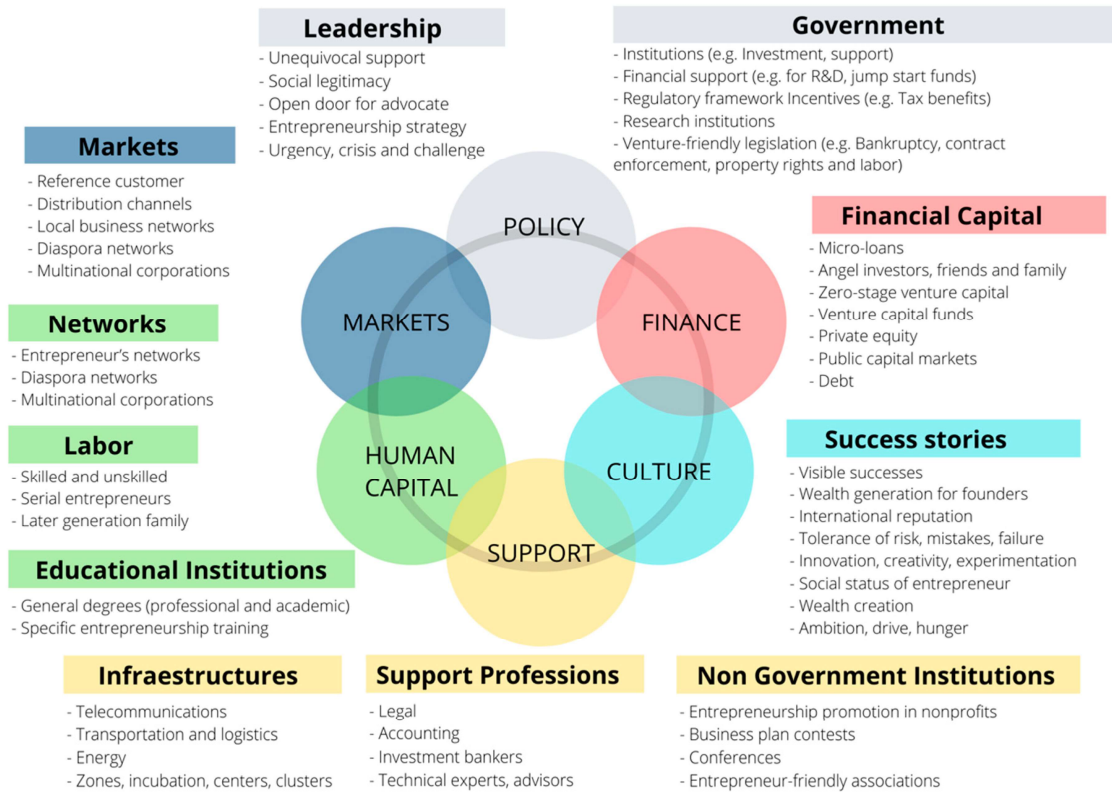 Leadership
- Unequivocal support
- Social legitimacy
- Open door for advocate
- Entrepreneurship strategy
- Urgency, crisis and challenge
Government
- Institutions (e.g. Investment, support)
- Financial support (e.g. for R&D, jump start funds)
- Regulatory framework Incentives (e.g. Tax benefits)
- Research institutions
- Venture-friendly legislation (e.g. Bankruptcy, contract
enforcement, property rights and labor)
Markets
- Reference customer
- Distribution channels
- Local business networks
- Diaspora networks
- Multinational corporations
Financial Capital
- Micro-loans
- Angel investors, friends and family
- Zero-stage venture capital
- Venture capital funds
- Private equity
- Public capital markets
- Debt
POLICY
MARKETS
FINANCE
HUMAN
CAPITAL
CULTURE
SUPPORT
Networks
- Entrepreneur's networks
- Diaspora networks
- Multinational corporations
Labor
- Skilled and unskilled
- Serial entrepreneurs
- Later generation family
Success stories
- Visible successes
- Wealth generation for founders
- International reputation
- Tolerance of risk, mistakes, failure
- Innovation, creativity, experimentation
- Social status of entrepreneur
- Wealth creation
- Ambition, drive, hunger
Educational Institutions
- General degrees (professional and academic)
- Specific entrepreneurship training
Infraestructures
- Telecommunications
- Transportation and logistics
- Energy
- Zones, incubation, centers, clusters
Support Professions
- Legal
- Accounting
- Investment bankers
- Technical experts, advisors
Non Government Institutions
- Entrepreneurship promotion in nonprofits
- Business plan contests
- Conferences
- Entrepreneur-friendly associations